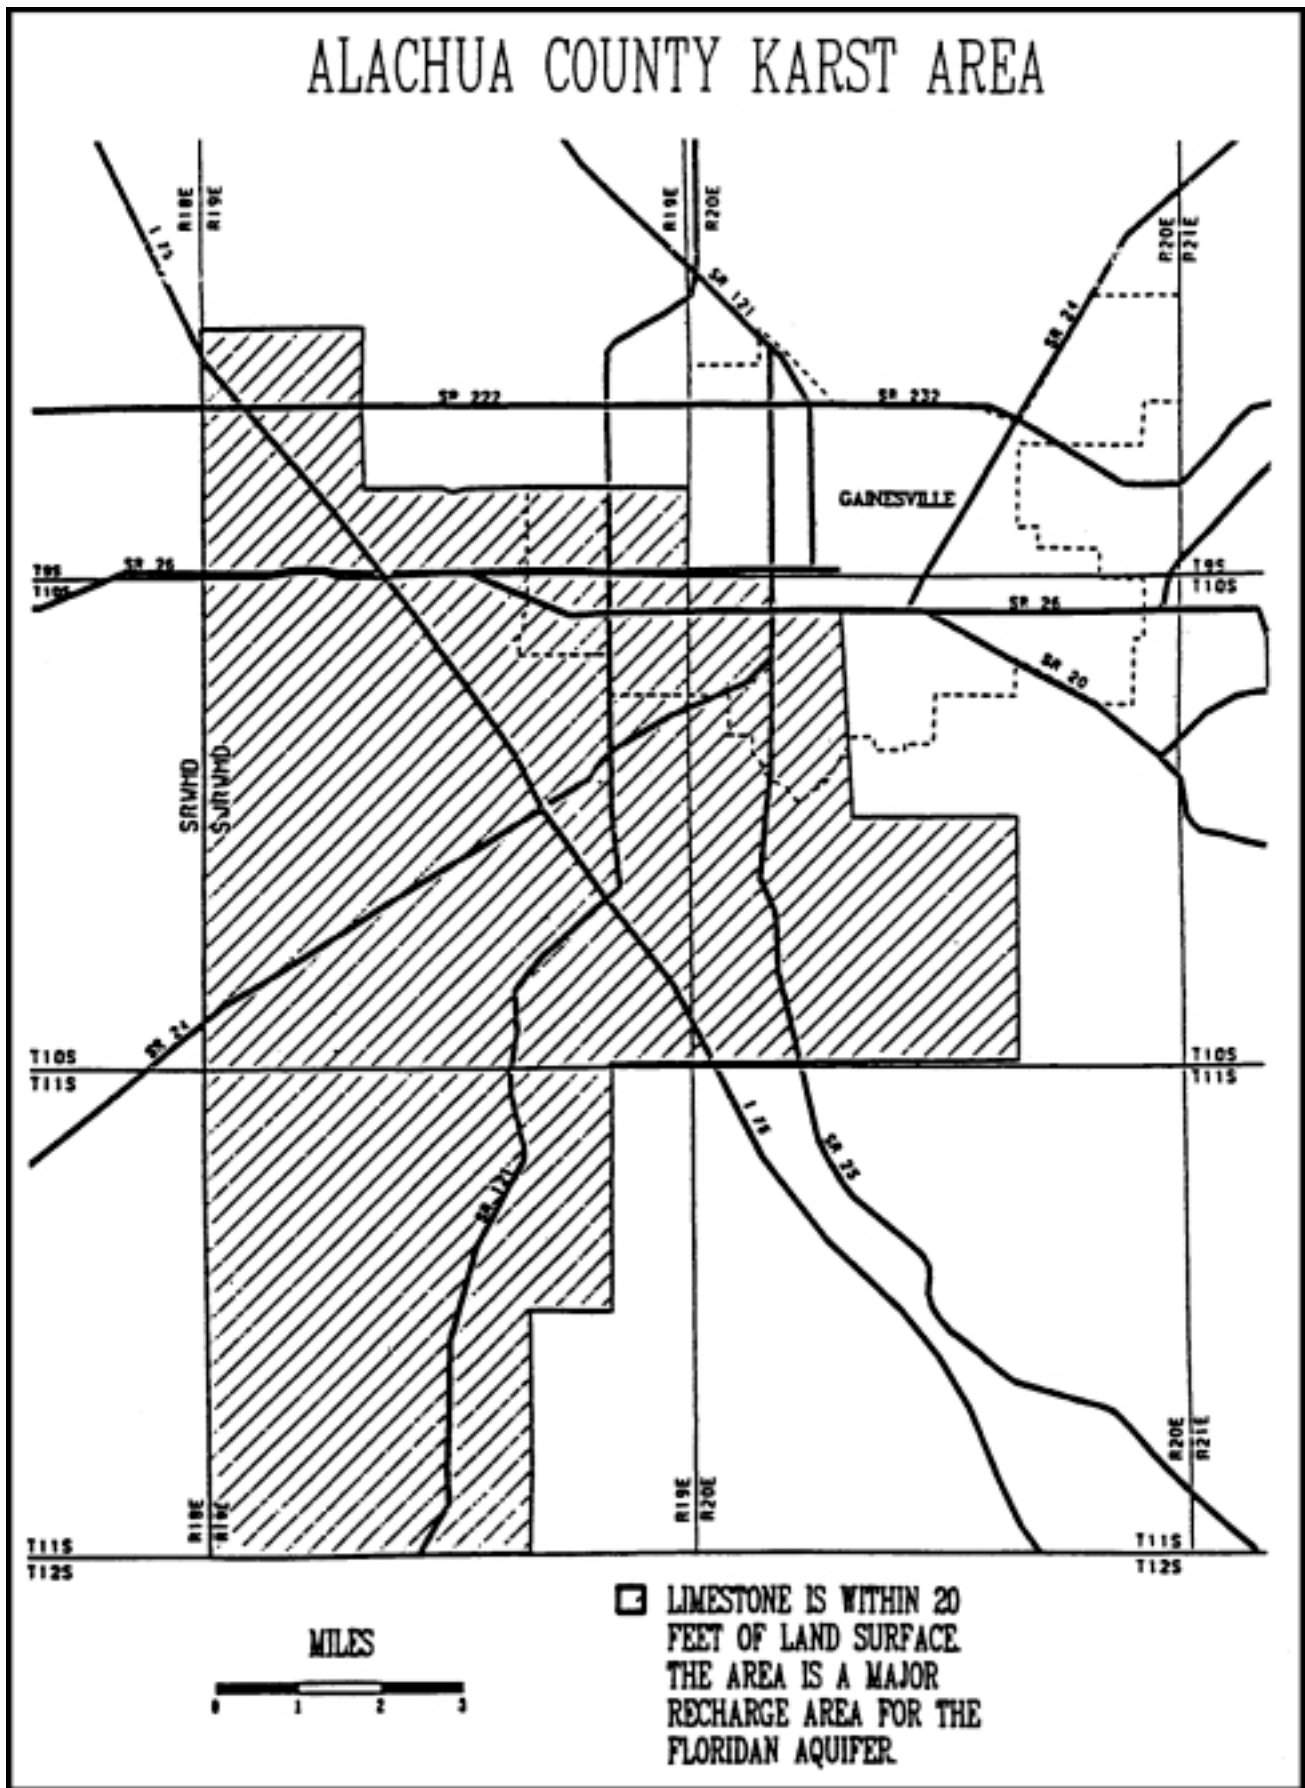 ALACHUA COUNTY KARST AREA
R18E
R19E
R19E
R20E
R20E
R21E
I 75
SR 121
SR 24
SR 222
SR 232
GAINESVILLE
T9S
T10S
SR 26
T9S
T10S
SR 26
SR 20
SRWMD
SJRWMD
SR 24
T10S
T11S
T10S
T11S
I 75
SR 25
SR 121
R18E
R19E
R19E
R20E
R20E
R21E
T11S
T12S
T11S
T12S
MILES
0 1 2 3
LIMESTONE IS WITHIN 20
FEET OF LAND SURFACE.
THE AREA IS A MAJOR
RECHARGE AREA FOR THE
FLORIDAN AQUIFER.